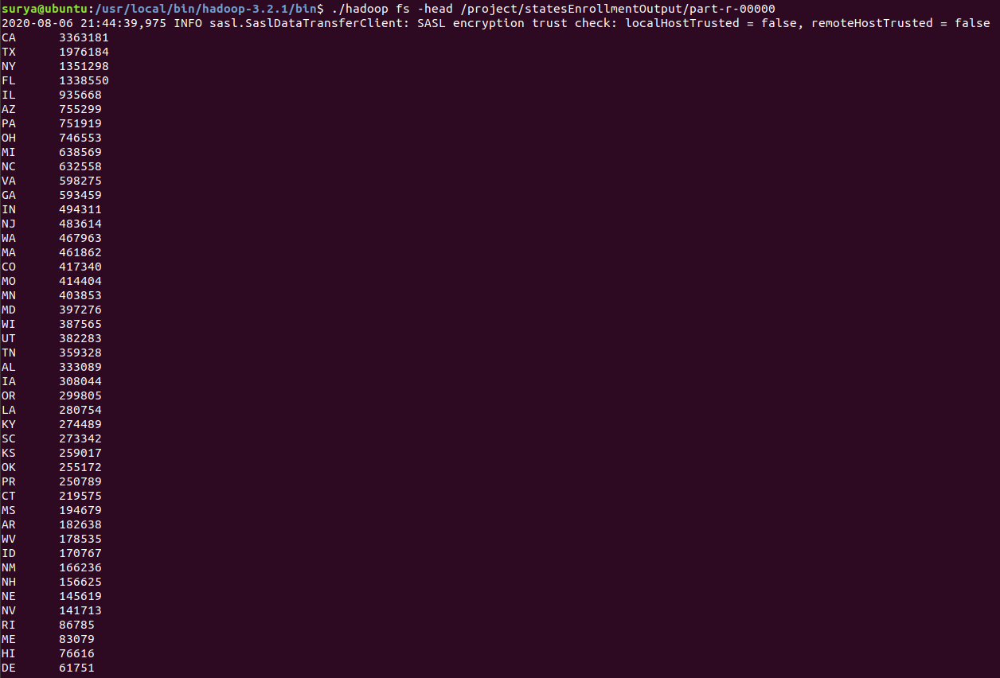 surya@ubuntu:/usr/local/bin/hadoop-3.2.1/bin$ ./hadoop fs -head /project/statesEnrollmentOutput/part-r-00000
2020-08-06 21:44:39,975 INFO sasl.SaslDataTransferClient: SASL encryption trust check: localHostTrusted = false, remoteHostTrusted = false
CA      3363181
TX      1976184
NY      1351298
FL      1338550
IL      935668
AZ      755299
PA      751919
OH      746553
MI      638569
NC      632558
VA      598275
GA      593459
IN      494311
NJ      483614
WA      467963
MA      461862
CO      417340
MO      414404
MN      403853
MD      397276
WI      387565
UT      382283
TN      359328
AL      333089
IA      308044
OR      299805
LA      280754
KY      274489
SC      273342
KS      259017
OK      255172
PR      250789
CT      219575
MS      194679
AR      182638
WV      178535
ID      170767
NM      166236
NH      156625
NE      145619
NV      141713
RI      86785
ME      83079
HI      76616
DE      61751